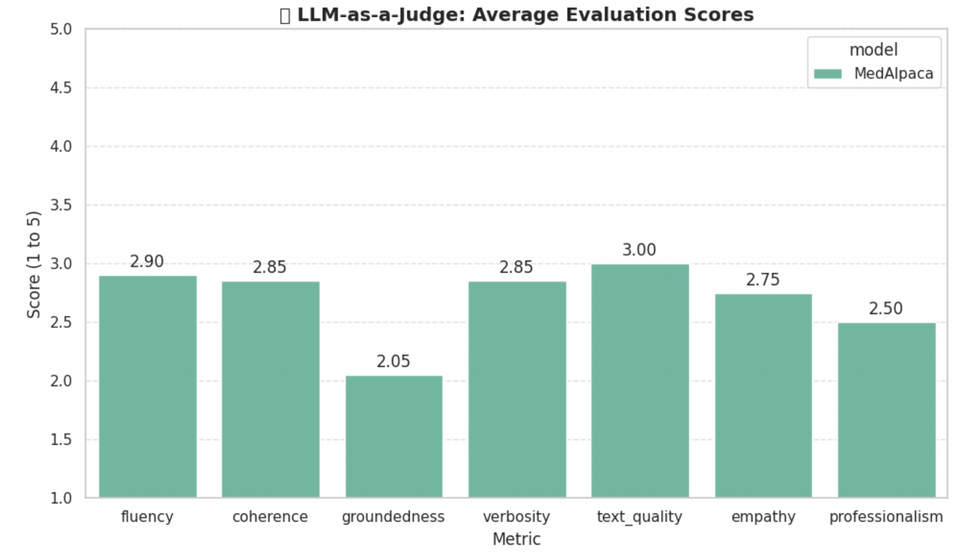 LLM-as-a-Judge: Average Evaluation Scores
model
MedAlpaca
Score (1 to 5)
5.0
4.5
4.0
3.5
3.0
2.5
2.0
1.5
1.0
2.90
2.85
2.05
2.85
3.00
2.75
2.50
fluency
coherence
groundedness
verbosity
text_quality
empathy
professionalism
Metric